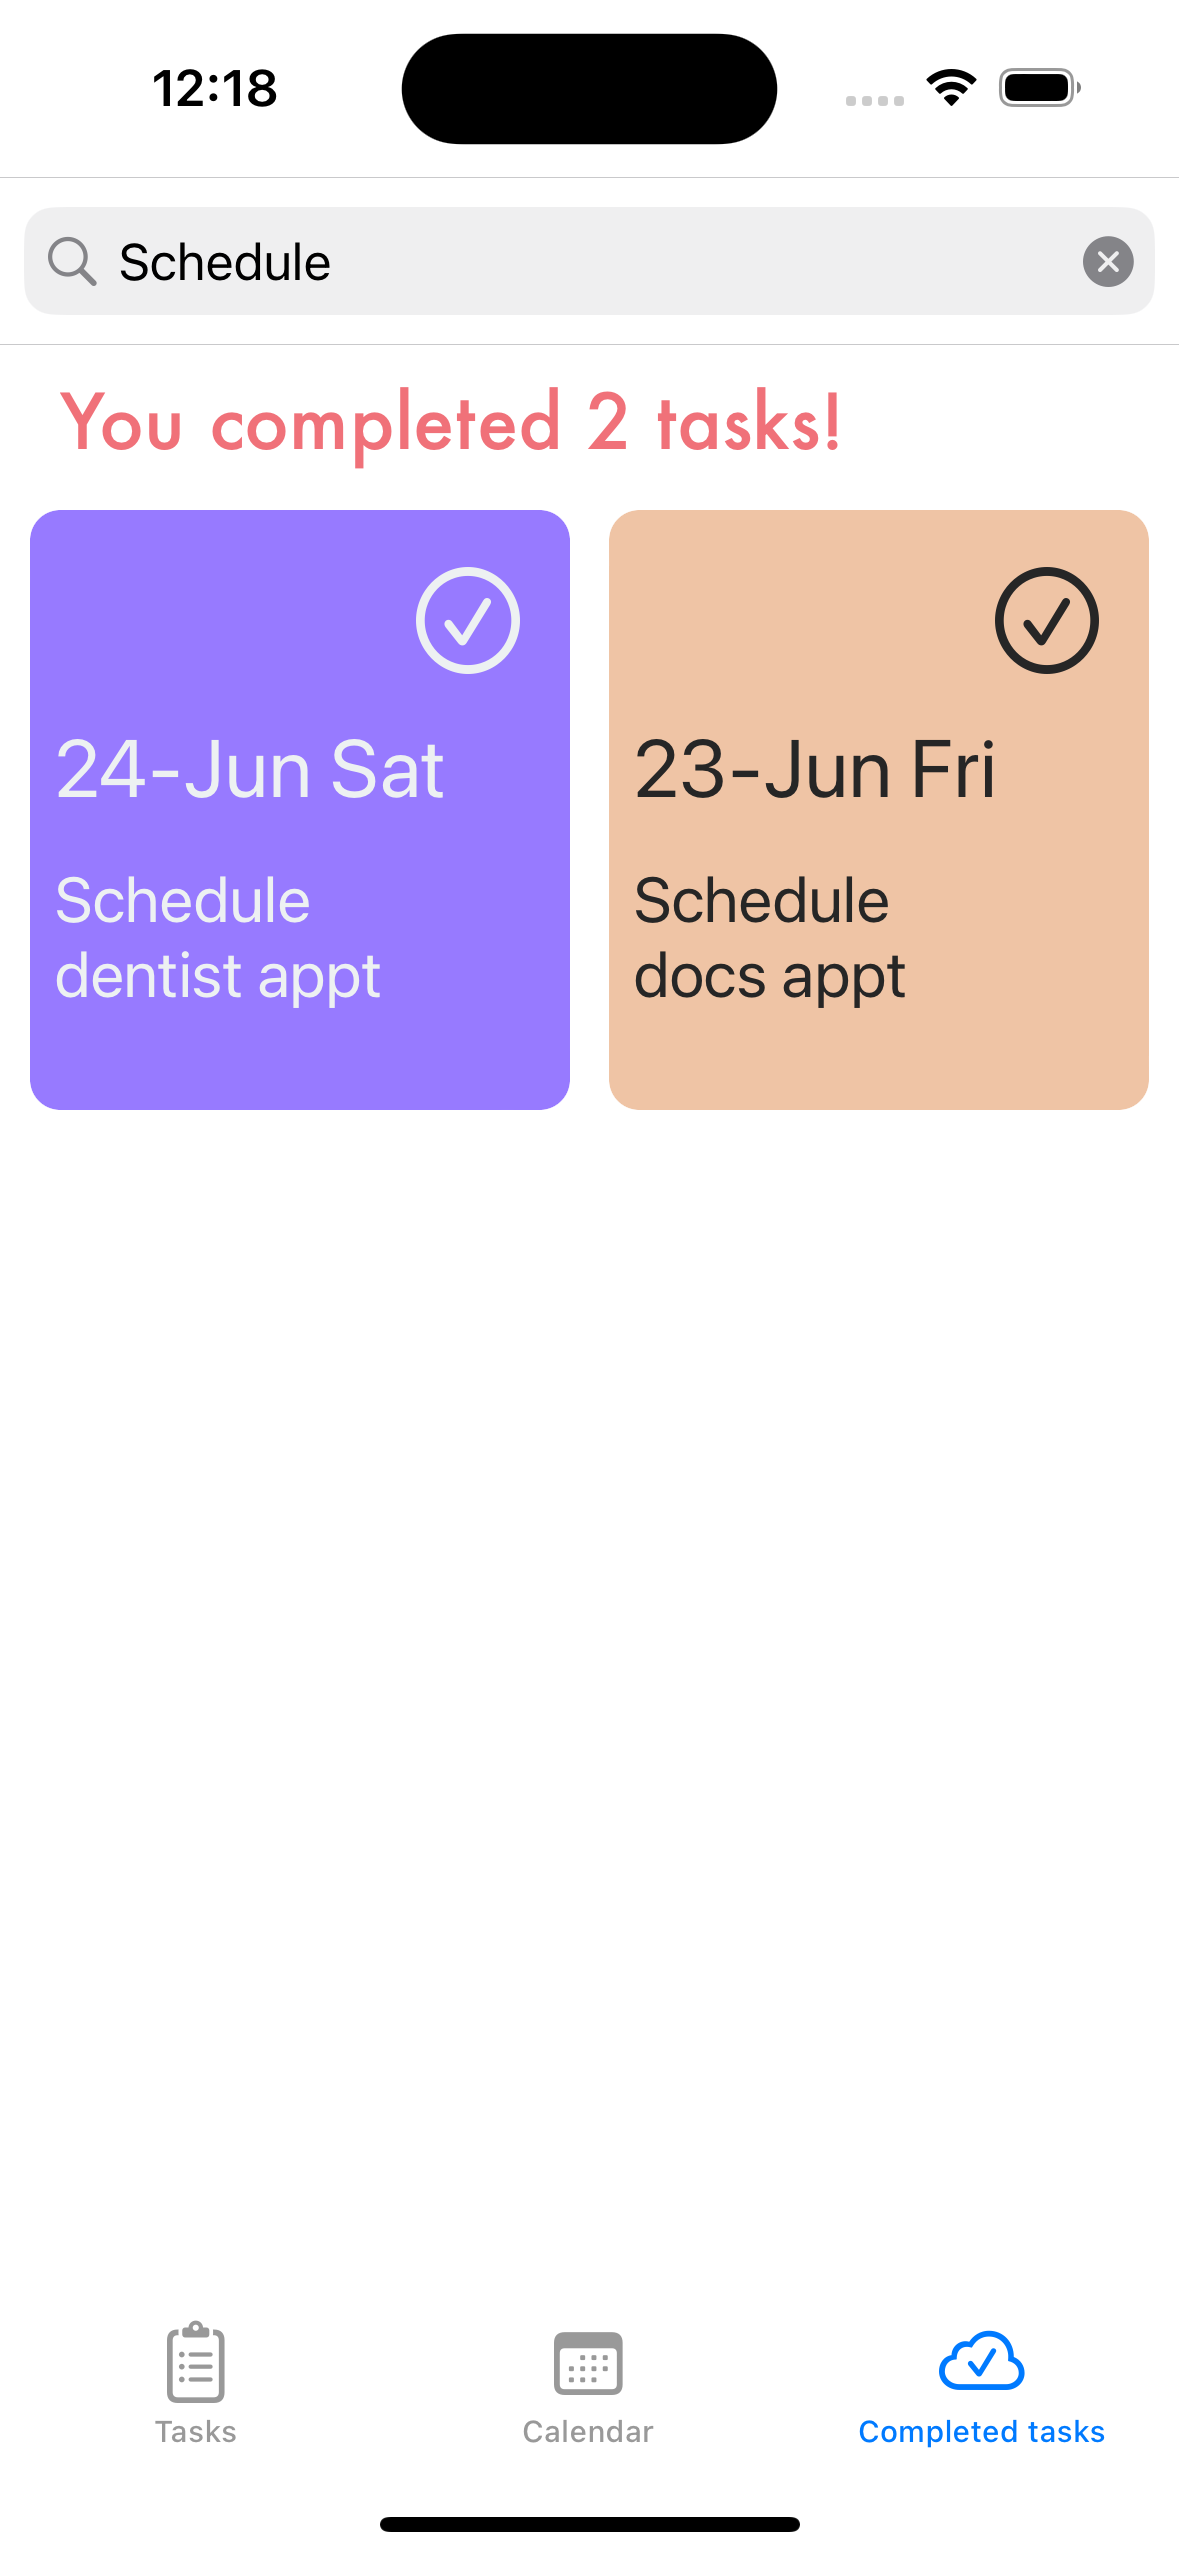 12:18
Schedule
You completed 2 tasks!
24-Jun Sat
Schedule
dentist appt
23-Jun Fri
Schedule
docs appt
Tasks
Calendar
Completed tasks